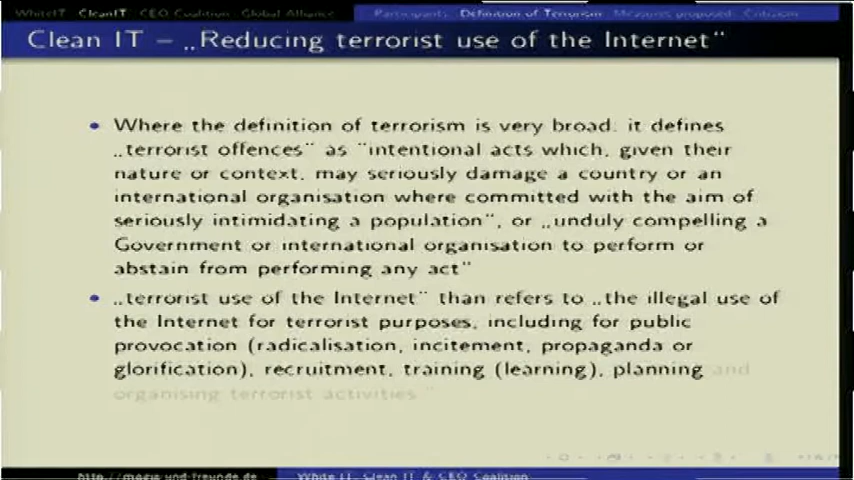 WhiteIT CleanIT CEO Coalition Global Alliance Participants Definition of Terrorism Measures proposed Criticism
Clean IT – „Reducing terrorist use of the Internet“
• Where the definition of terrorism is very broad. it defines
„terrorist offences“ as “intentional acts which, given their
nature or context, may seriously damage a country or an
international organisation where committed with the aim of
seriously intimidating a population“, or „unduly compelling a
Government or international organisation to perform or
abstain from performing any act“
• „terrorist use of the Internet“ than refers to „the illegal use of
the Internet for terrorist purposes, including for public
provocation (radicalisation, incitement, propaganda or
glorification), recruitment, training (learning), planning and
organising terrorist activities “
White IT, Clean IT & CEO Coalition